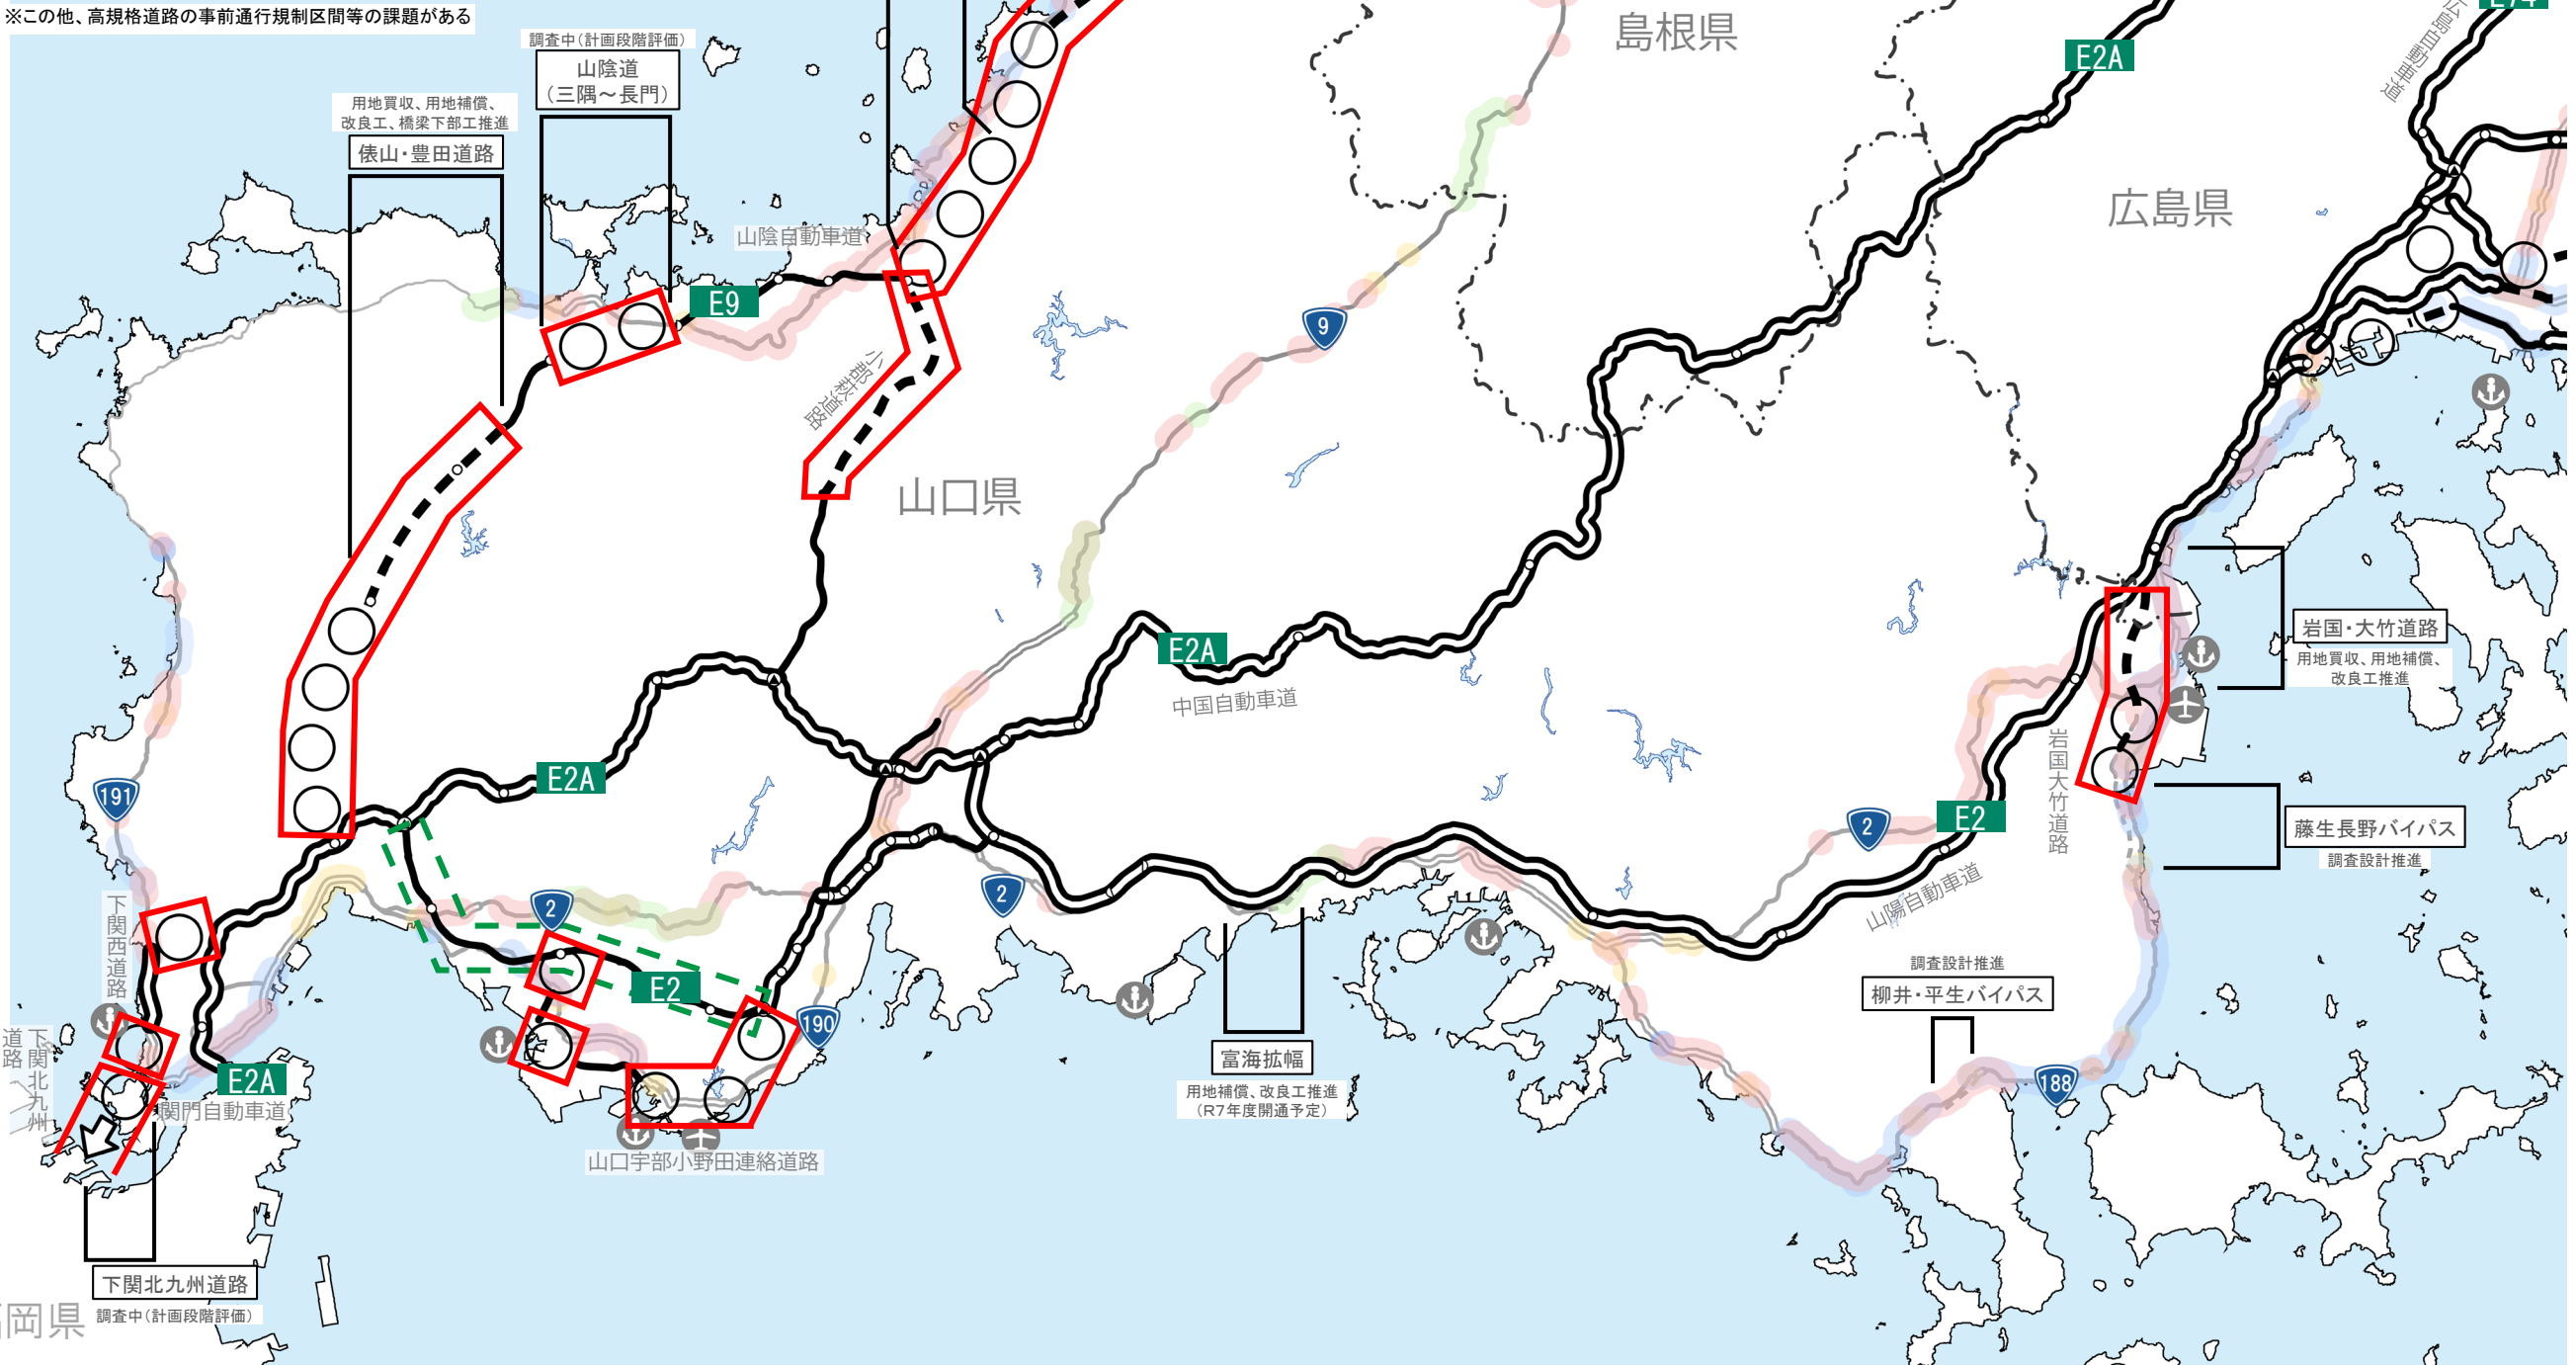 ※この他、高規格道路の事前通行規制区間等の課題がある
調査中(計画段階評価)
山陰道
(三隅～長門)
用地買収、用地補償、
改良工、橋梁下部工推進
俵山・豊田道路
島根県
E2A
E74
広島自動車道
広島県
山陰自動車道
E9
9
小郡萩道路
山口県
E2A
中国自動車道
E2A
191
岩国・大竹道路
用地買収、用地補償、
改良工推進
岩国大竹道路
藤生長野バイパス
調査設計推進
2
E2
山陽自動車道
2
2
下関西道路
E2
190
調査設計推進
柳井・平生バイパス
188
富海拡幅
用地補償、改良工推進
(R7年度開通予定)
下関北九州
道路
E2A
関門自動車道
山口宇部小野田連絡道路
下関北九州道路
調査中(計画段階評価)
岡県